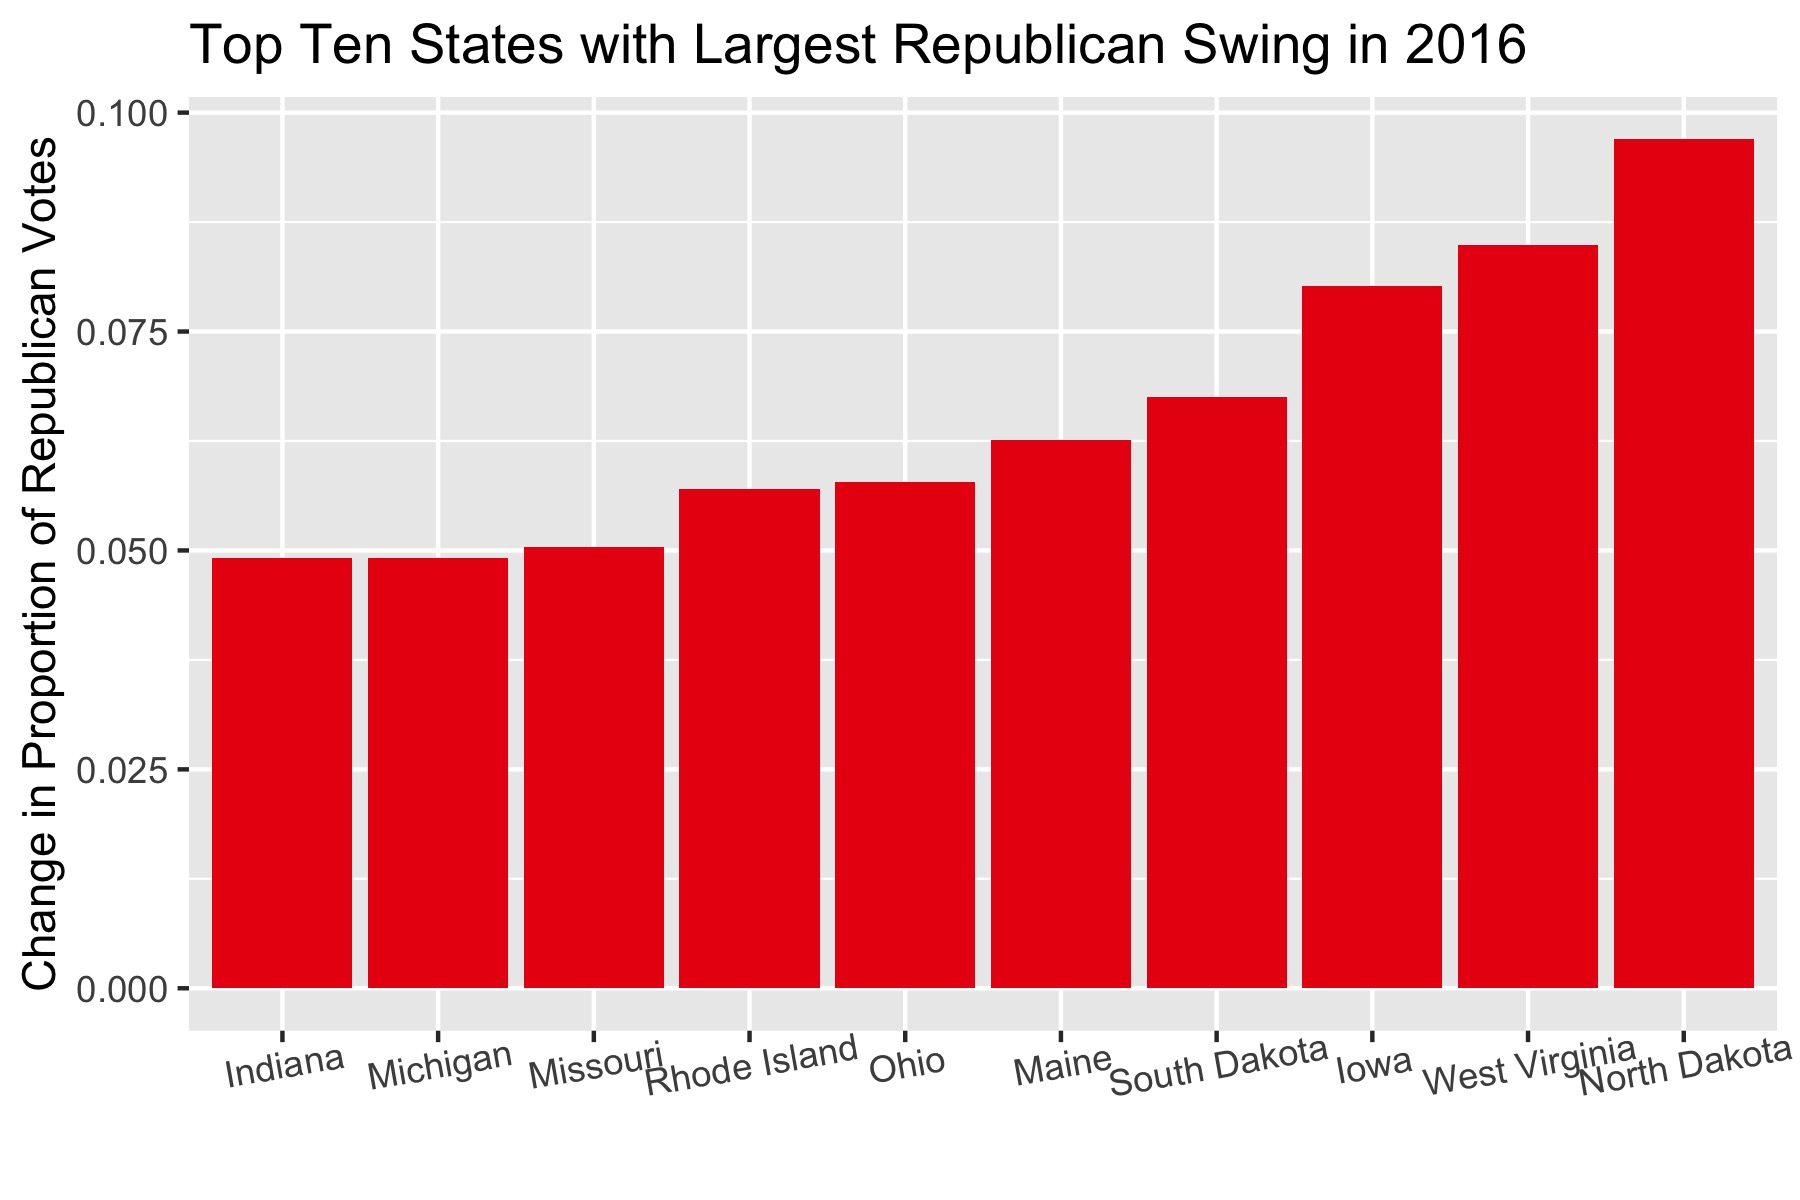 Top Ten States with Largest Republican Swing in 2016
Change in Proportion of Republican Votes
0.100
0.075
0.050
0.025
0.000
Indiana
Michigan
Missouri
Rhode Island
Ohio
Maine
South Dakota
Iowa
West Virginia
North Dakota